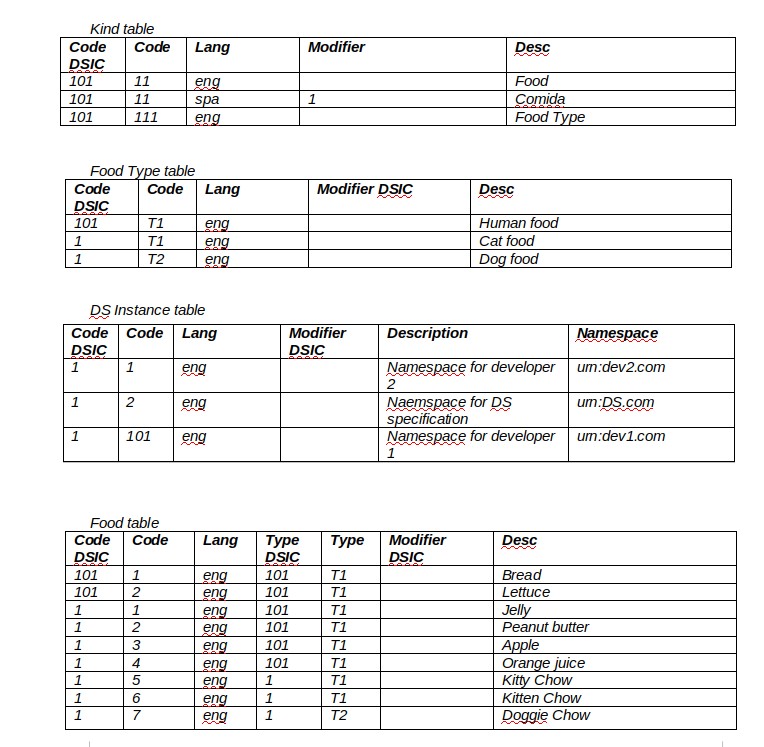 Kind table
Code DSIC Code Lang Modifier Desc
101 11 eng Food
101 11 spa 1 Comida
101 111 eng Food Type
Food Type table
Code DSIC Code Lang Modifier DSIC Desc
101 T1 eng Human food
1 T1 eng Cat food
1 T2 eng Dog food
DS Instance table
Code DSIC Code Lang Modifier DSIC Description Namespace
1 1 eng Namespace for developer 2 urn:dev2.com
1 2 eng Naemspace for DS specification urn:DS.com
1 101 eng Namespace for developer 1 urn:dev1.com
Food table
Code DSIC Code Lang Type DSIC Type Modifier DSIC Desc
101 1 eng 101 T1 Bread
101 2 eng 101 T1 Lettuce
1 1 eng 101 T1 Jelly
1 2 eng 101 T1 Peanut butter
1 3 eng 101 T1 Apple
1 4 eng 101 T1 Orange juice
1 5 eng 1 T1 Kitty Chow
1 6 eng 1 T1 Kitten Chow
1 7 eng 1 T2 Doggie Chow